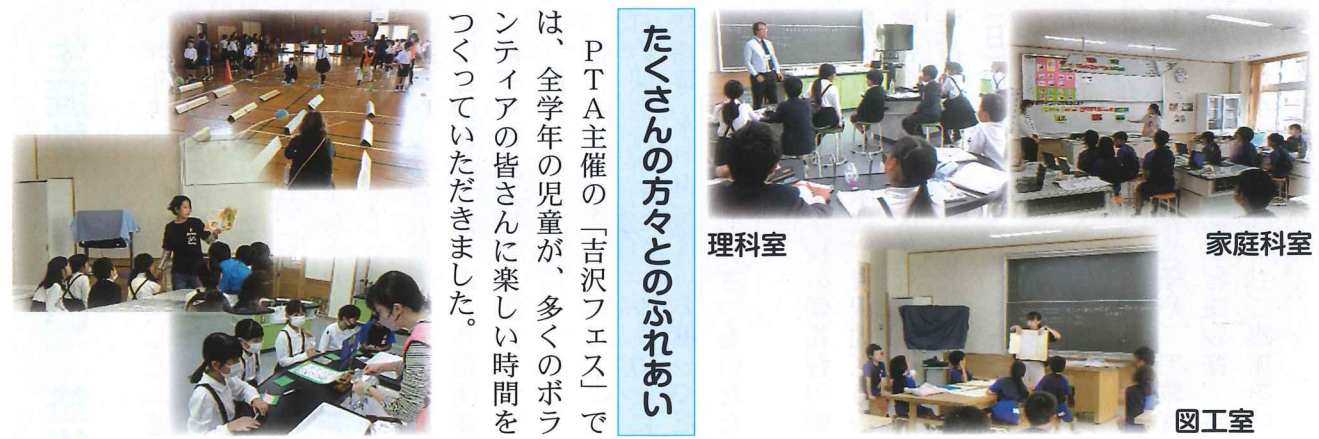 理科室
家庭科室
図工室
たくさんの方々とのふれあい
ＰＴＡ主催の「吉沢フェス」で
は、全学年の児童が、多くのボラ
ンティアの皆さんに楽しい時間を
つくっていただきました。